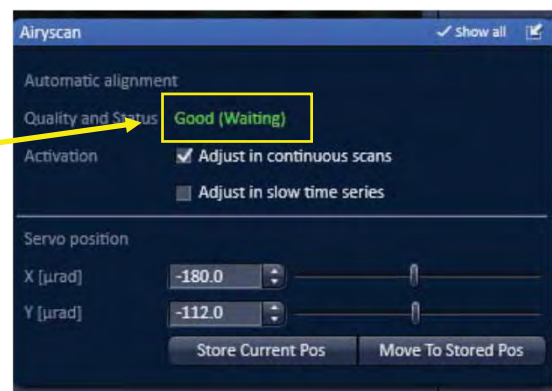 Airyscan Show all
Automatic alignment
Quality and Status Good (Waiting)
Activation Adjust in continuous scans
Adjust in slow time series
Servo position
X [µrad] -180.0
Y [µrad] -112.0
Store Current Pos Move To Stored Pos